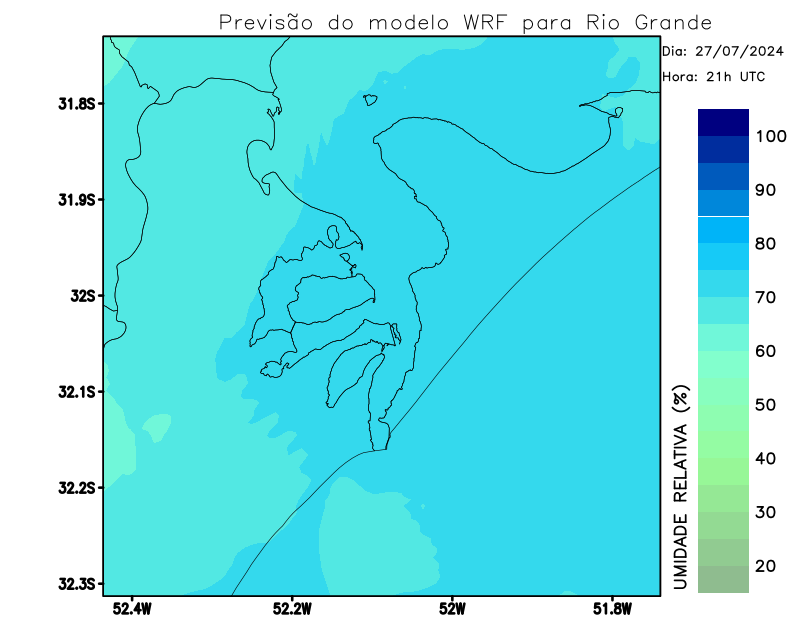 Previsão do modelo WRF para Rio Grande
Dia: 27/07/2024
Hora: 21h UTC
31.8S
31.9S
32S
32.1S
32.2S
32.3S
52.4W
52.2W
52W
51.8W
100
90
80
70
60
50
40
30
20
UMIDADE RELATIVA (%)